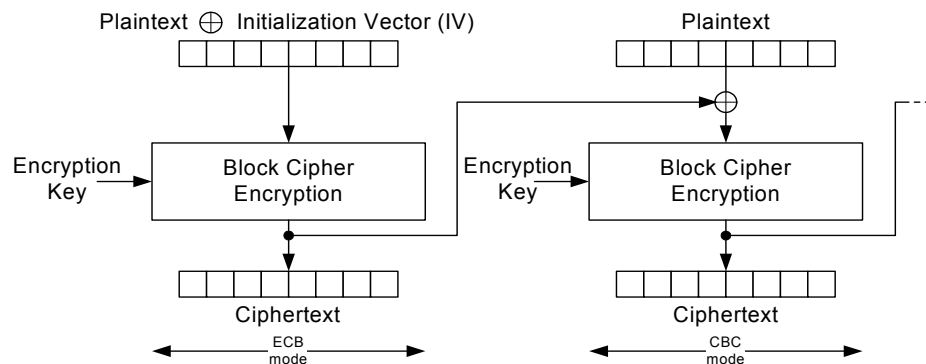 Plaintext ⊕ Initialization Vector (IV)
Plaintext
Encryption
Key
Block Cipher
Encryption
Encryption
Key
Block Cipher
Encryption
Ciphertext
Ciphertext
ECB
mode
CBC
mode